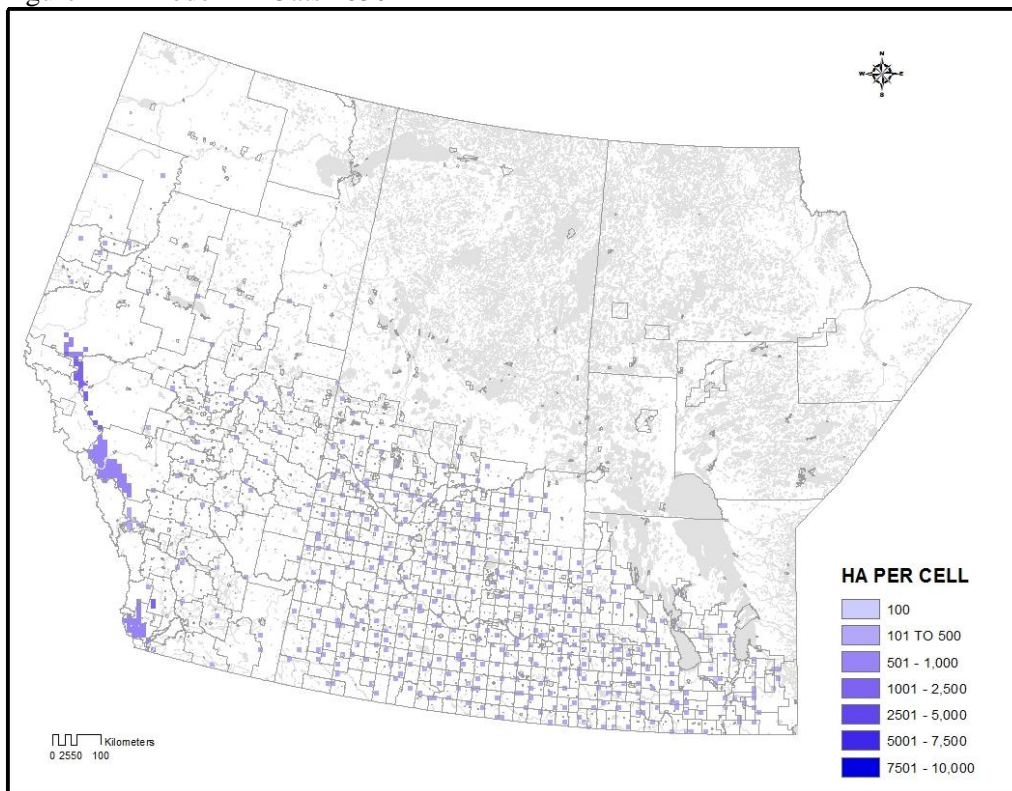 N
W E
S
HA PER CELL
100
101 TO 500
501 - 1,000
1001 - 2,500
2501 - 5,000
5001 - 7,500
7501 - 10,000
Kilometers
0 2550 100